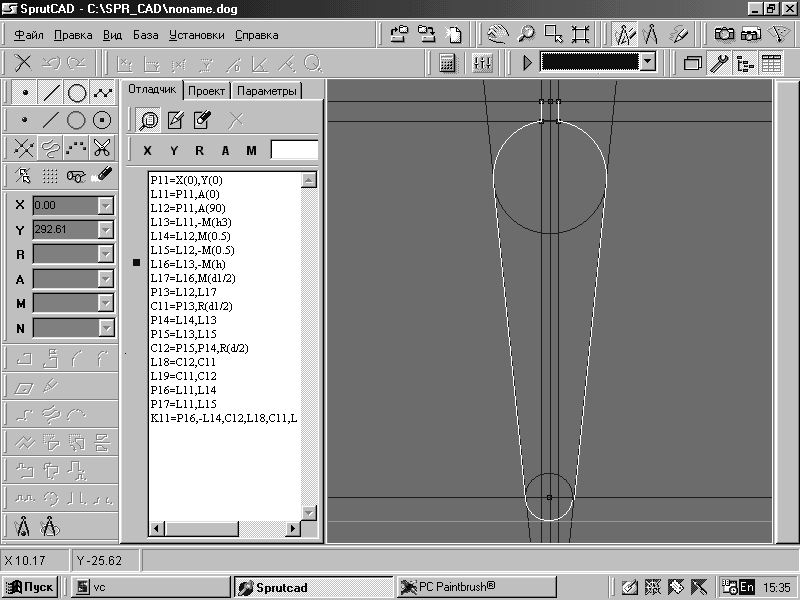 SprutCAD - C:\SPR_CAD\noname.dog
Файл Правка Вид База Установки Справка
Отладчик Проект Параметры
X Y R A M
X 0.00
Y 292.61
R
A
M
N
P11=X(0),Y(0)
L11=P11,A(0)
L12=P11,A(90)
L13=L11,-M(h3)
L14=L12,M(0.5)
L15=L12,-M(0.5)
L16=L13,-M(h)
L17=L16,M(d1/2)
P13=L12,L17
C11=P13,R(d1/2)
P14=L14,L13
P15=L13,L15
C12=P15,P14,R(d/2)
L18=C12,C11
L19=C11,C12
P16=L11,L14
P17=L11,L15
K11=P16,-L14,C12,L18,C11,L
X 10.17 Y -25.62
Пуск vc Sprutcad PC Paintbrush® En 15:35